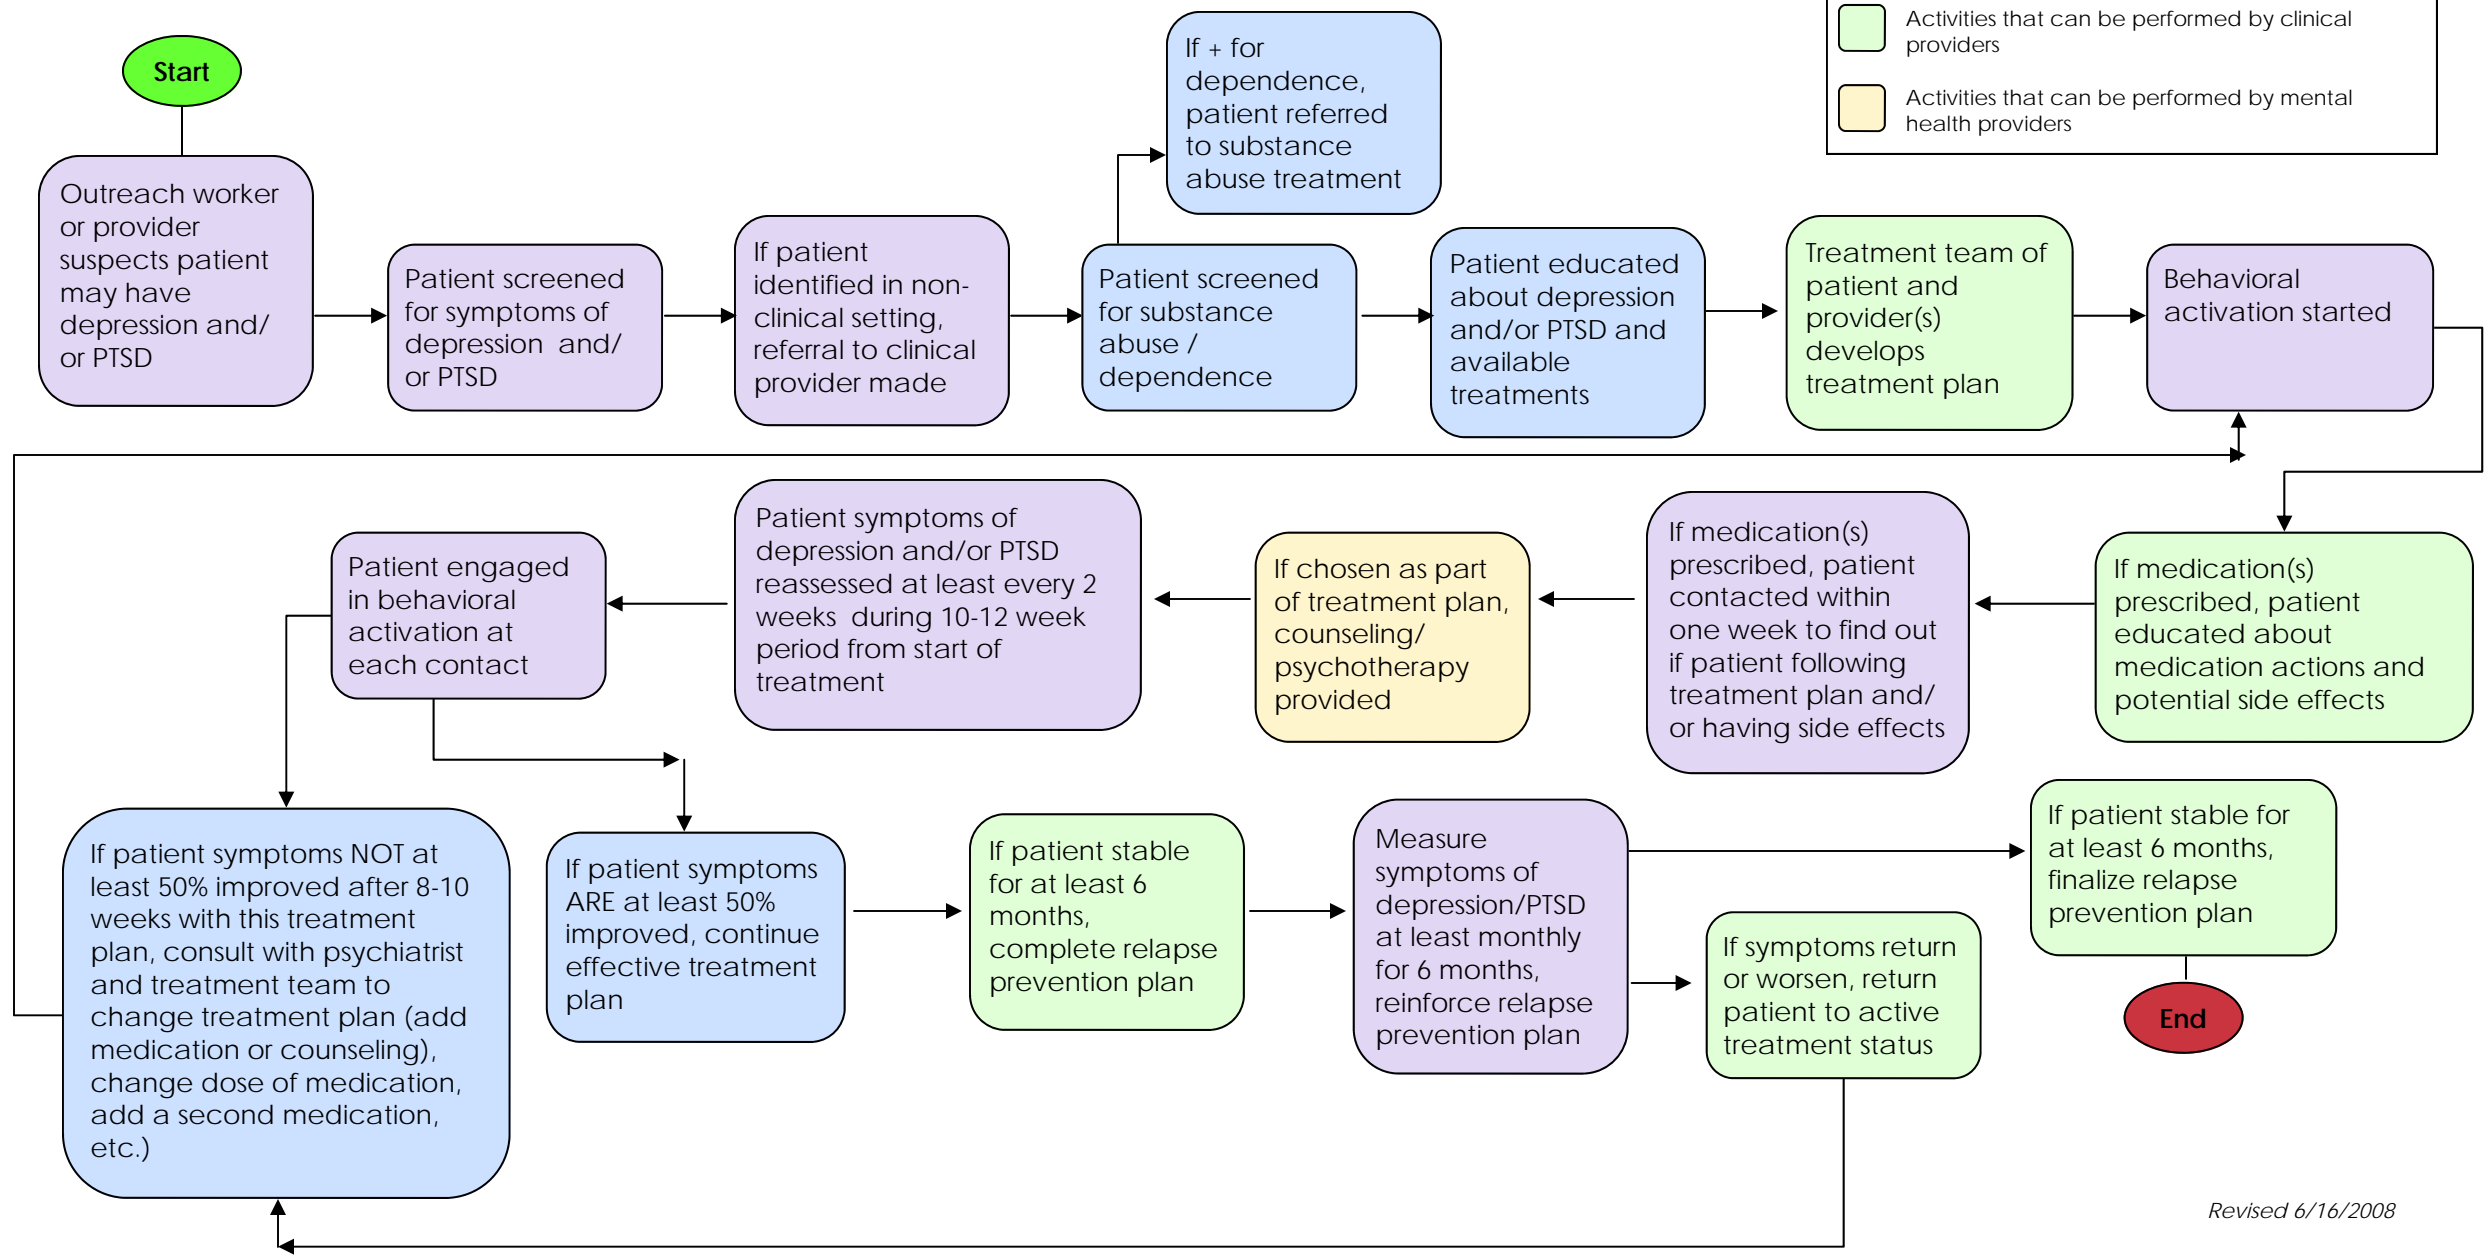 Start
Outreach worker
or provider
suspects patient
may have
depression and/
or PTSD
Patient screened
for symptoms of
depression and/
or PTSD
If patient
identified in non-
clinical setting,
referral to clinical
provider made
If + for
dependence,
patient referred
to substance
abuse treatment
Patient screened
for substance
abuse /
dependence
Patient educated
about depression
and/or PTSD and
available
treatments
Treatment team of
patient and
provider(s)
develops
treatment plan
Behavioral
activation started
Activities that can be performed by clinical
providers
Activities that can be performed by mental
health providers
If medication(s)
prescribed, patient
educated about
medication actions and
potential side effects
If medication(s)
prescribed, patient
contacted within
one week to find out
if patient following
treatment plan and/
or having side effects
If chosen as part
of treatment plan,
counseling/
psychotherapy
provided
Patient symptoms of
depression and/or PTSD
reassessed at least every 2
weeks during 10-12 week
period from start of
treatment
Patient engaged
in behavioral
activation at
each contact
If patient symptoms NOT at
least 50% improved after 8-10
weeks with this treatment
plan, consult with psychiatrist
and treatment team to
change treatment plan (add
medication or counseling),
change dose of medication,
add a second medication,
etc.)
If patient symptoms
ARE at least 50%
improved, continue
effective treatment
plan
If patient stable
for at least 6
months,
complete relapse
prevention plan
Measure
symptoms of
depression/PTSD
at least monthly
for 6 months,
reinforce relapse
prevention plan
If symptoms return
or worsen, return
patient to active
treatment status
If patient stable for
at least 6 months,
finalize relapse
prevention plan
End
Revised 6/16/2008